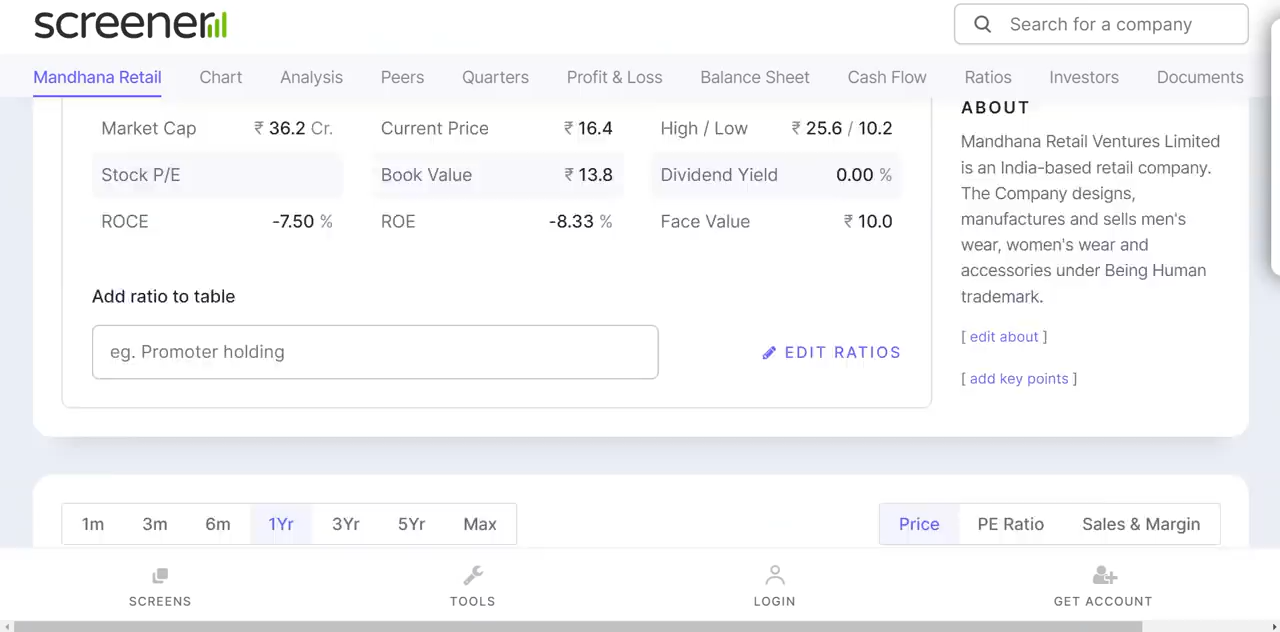 screener
Search for a company
Mandhana Retail Chart Analysis Peers Quarters Profit & Loss Balance Sheet Cash Flow Ratios Investors Documents
Market Cap ₹ 36.2 Cr. Current Price ₹ 16.4 High / Low ₹ 25.6 / 10.2
Stock P/E Book Value ₹ 13.8 Dividend Yield 0.00 %
ROCE -7.50 % ROE -8.33 % Face Value ₹ 10.0
Add ratio to table
eg. Promoter holding
EDIT RATIOS
ABOUT
Mandhana Retail Ventures Limited
is an India-based retail company.
The Company designs,
manufactures and sells men's
wear, women's wear and
accessories under Being Human
trademark.
[ edit about ]
[ add key points ]
1m 3m 6m 1Yr 3Yr 5Yr Max
Price PE Ratio Sales & Margin
SCREENS TOOLS LOGIN GET ACCOUNT